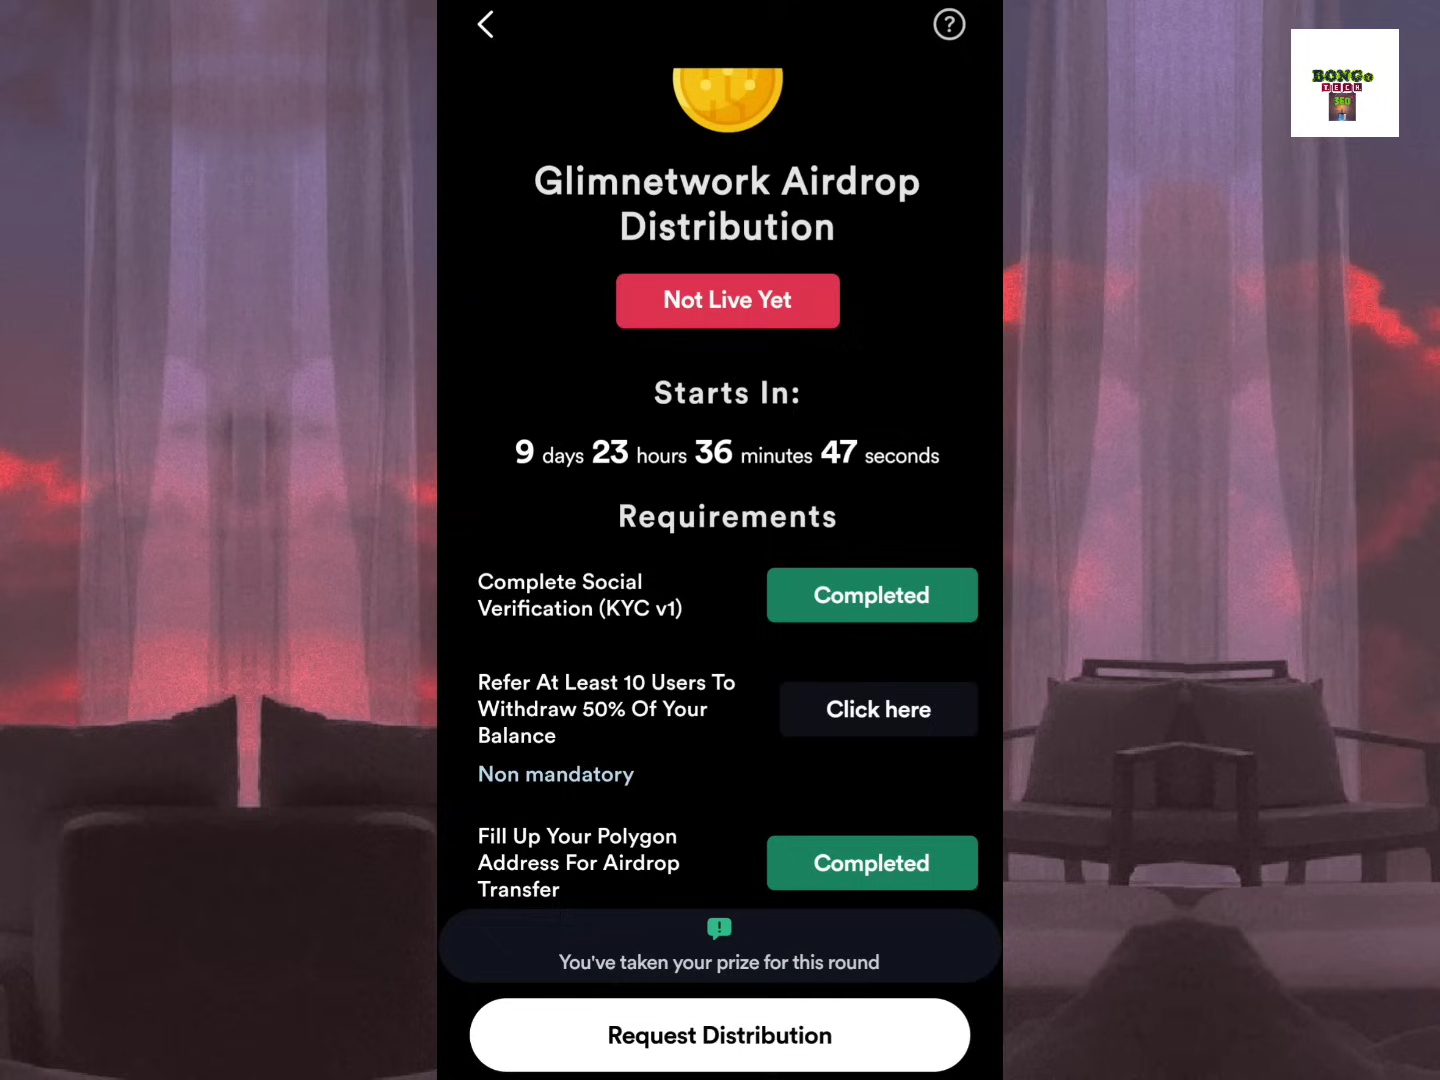 BONGO
TECH
360
Glimnetwork Airdrop
Distribution
Not Live Yet
Starts In:
9 days 23 hours 36 minutes 47 seconds
Requirements
Complete Social
Verification (KYC v1)
Completed
Refer At Least 10 Users To
Withdraw 50% Of Your
Balance
Click here
Non mandatory
Fill Up Your Polygon
Address For Airdrop
Transfer
Completed
You've taken your prize for this round
Request Distribution